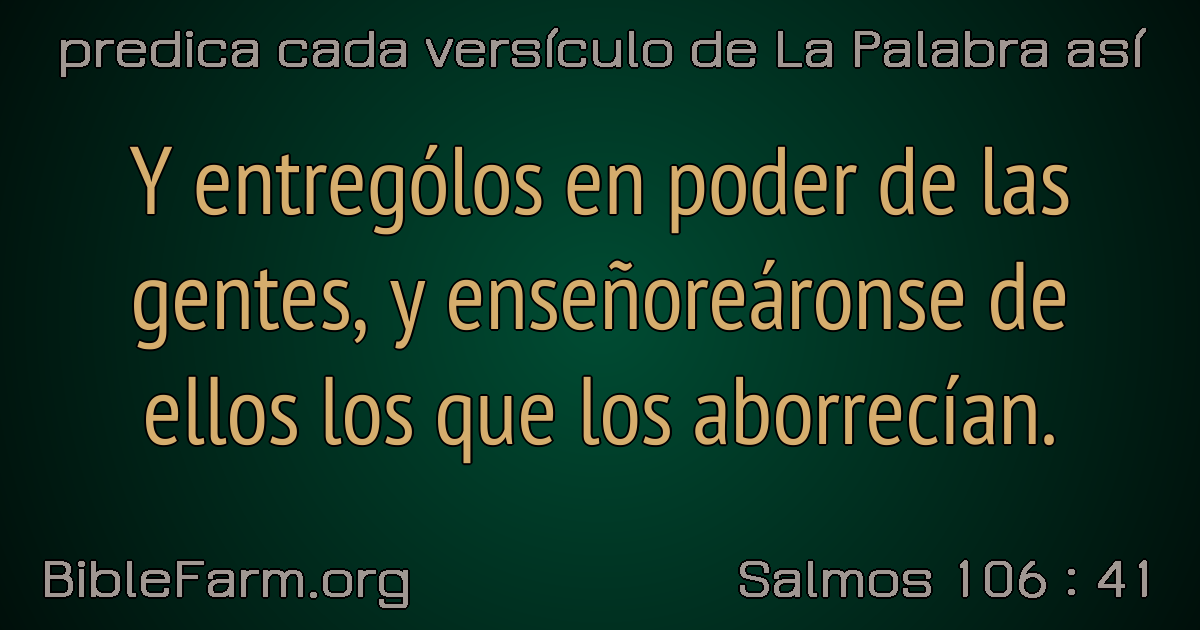 predica cada versículo de La Palabra así
Y entrególos en poder de las
gentes, y enseñoreáronse de
ellos los que los aborrecían.
BibleFarm.org
Salmos 106 : 41